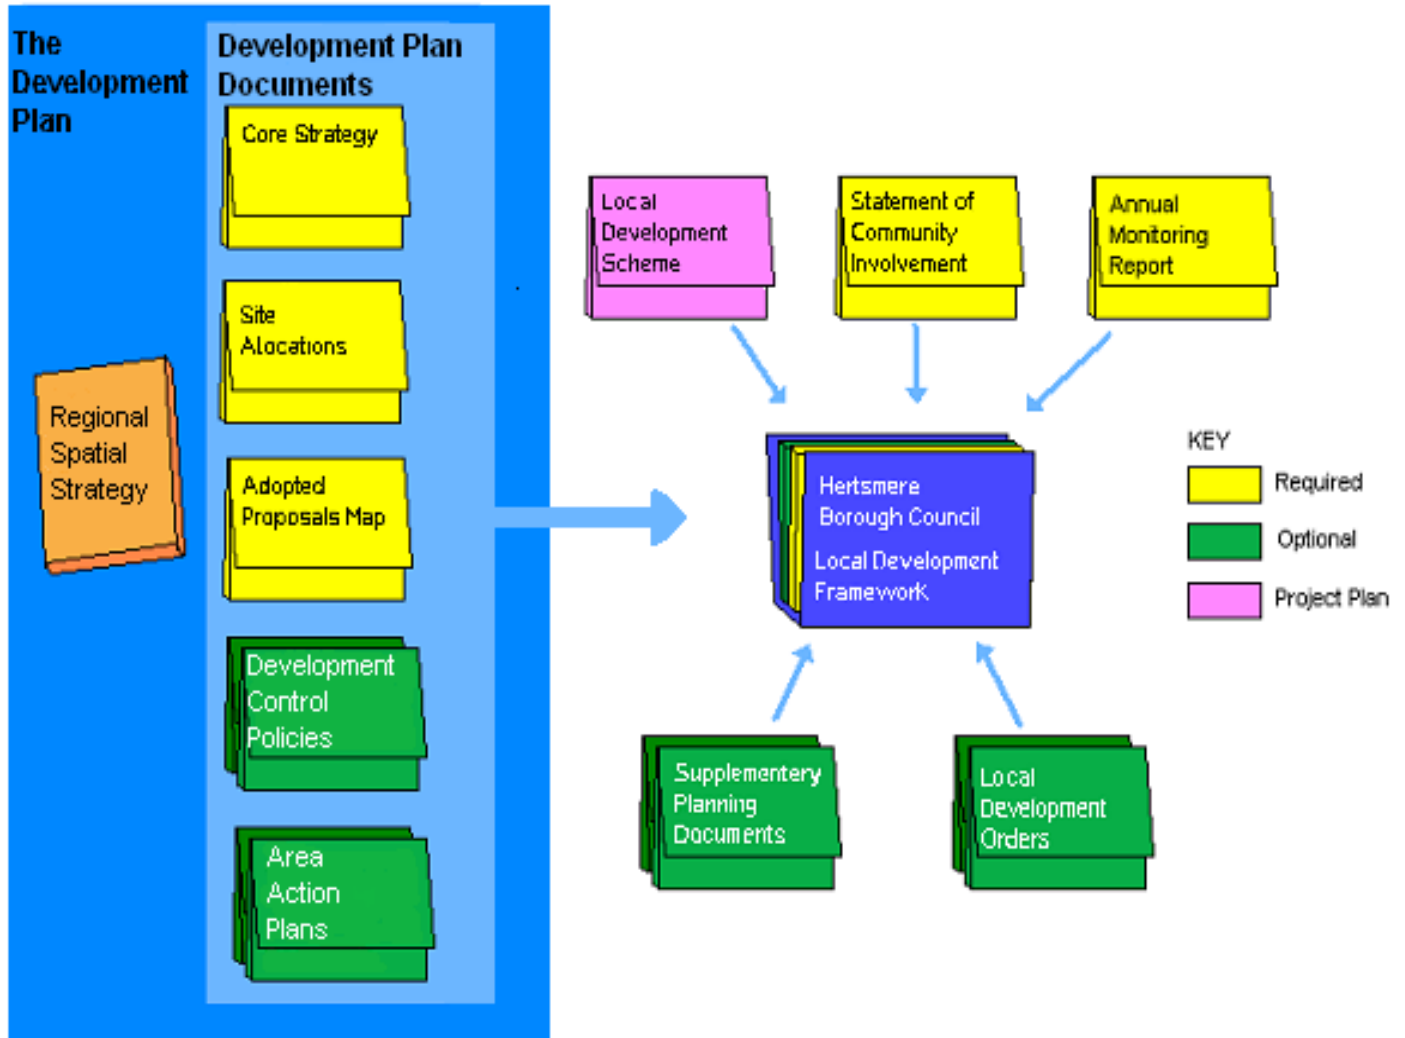 The
Development
Plan
Development Plan
Documents
Core Strategy
Site
Alocations
Adopted
Proposals Map
Development
Control
Policies
Area
Action
Plans
Regional
Spatial
Strategy
Local
Development
Scheme
Statement of
Community
Involvement
Annual
Monitoring
Report
Hertsmere
Borough Council
Local Development
Framework
Supplementery
Planning
Documents
Local
Development
Orders
KEY
Required
Optional
Project Plan